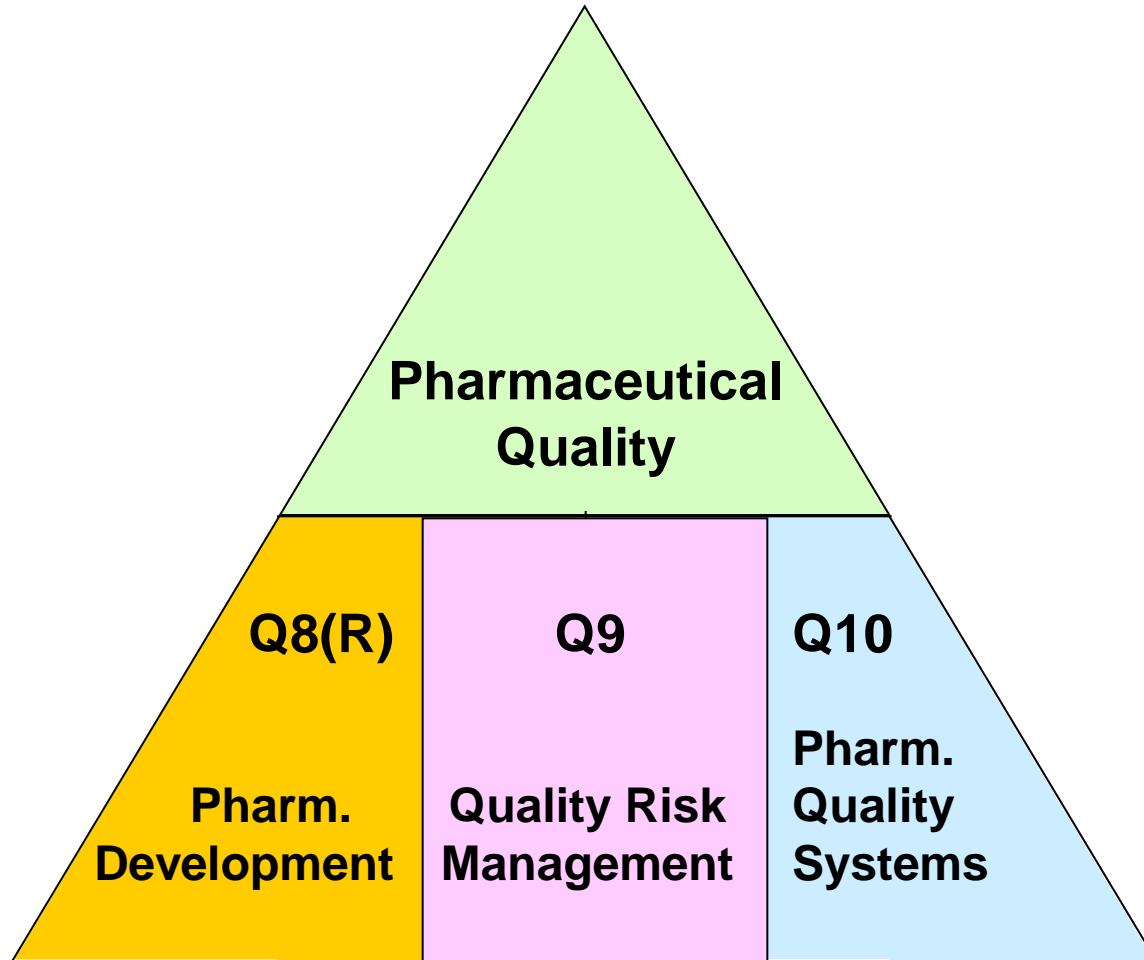 Pharmaceutical
Quality
Q8(R)
Pharm.
Development
Q9
Quality Risk
Management
Q10
Pharm.
Quality
Systems